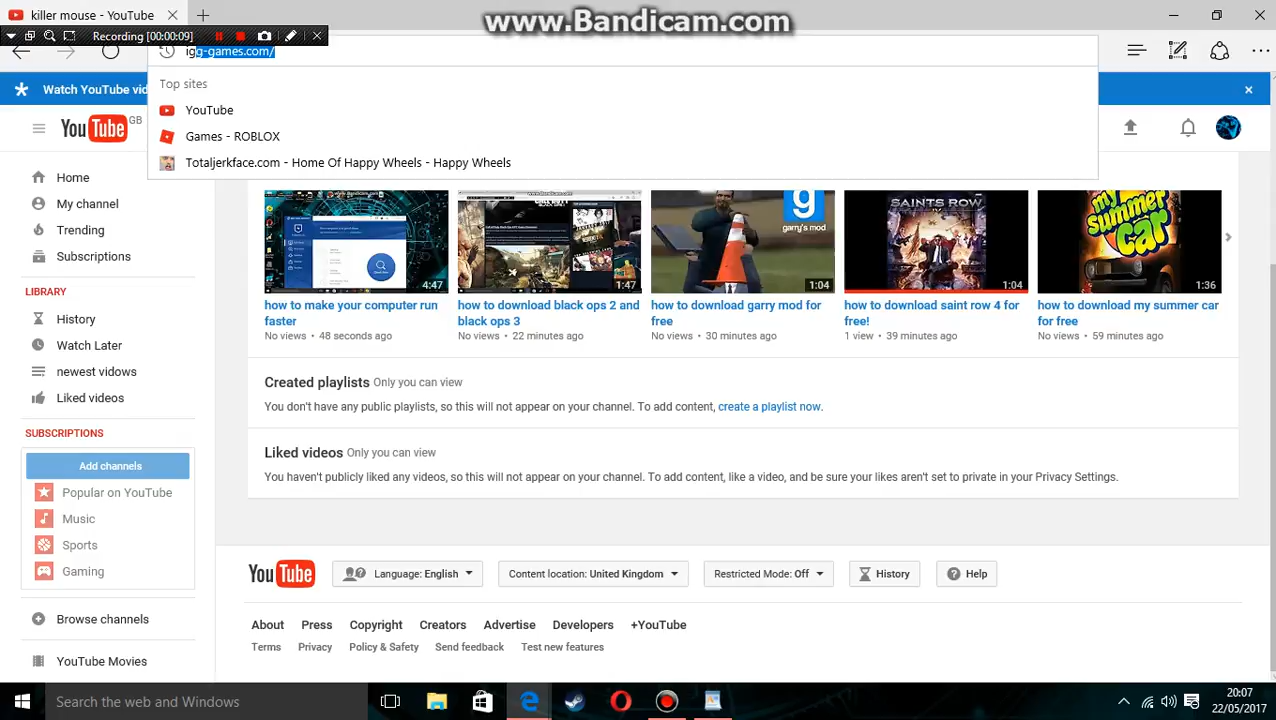 www.Bandicam.com
killer murder - YouTube
Recording [00:00:09]
igg-games.com/
Top sites
YouTube
Games - ROBLOX
Totaljerkface.com - Home Of Happy Wheels - Happy Wheels
Watch YouTube vid
YouTube GB
Home
My channel
Trending
Subscriptions
LIBRARY
History
Watch Later
newest vidows
Liked videos
SUBSCRIPTIONS
Add channels
Popular on YouTube
Music
Sports
Gaming
Browse channels
YouTube Movies
4:47
how to make your computer run
faster
No views • 48 seconds ago
1:47
how to download black ops 2 and
black ops 3
No views • 22 minutes ago
garry's mod
1:04
how to download garry mod for
free
No views • 30 minutes ago
SAINTS ROW
1:04
how to download saint row 4 for
free!
1 view • 39 minutes ago
my
summer
car
1:36
how to download my summer car
for free
No views • 59 minutes ago
Created playlists Only you can view
You don't have any public playlists, so this will not appear on your channel. To add content, create a playlist now.
Liked videos Only you can view
You haven't publicly liked any videos, so this will not appear on your channel. To add content, like a video, and be sure your likes aren't set to private in your Privacy Settings.
YouTube
Language: English
Content location: United Kingdom
Restricted Mode: Off
History
Help
About Press Copyright Creators Advertise Developers +YouTube
Terms Privacy Policy & Safety Send feedback Test new features
Search the web and Windows
20:07
22/05/2017